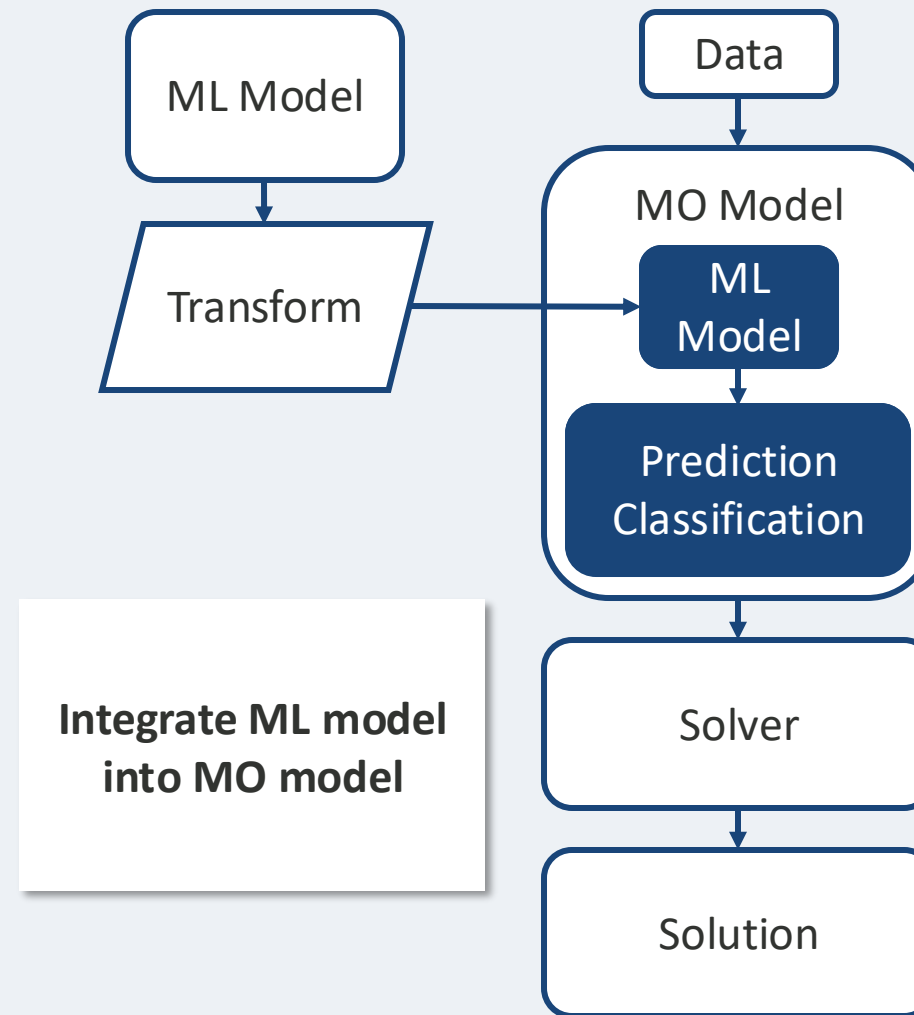 ML Model
Transform
Data
MO Model
ML
Model
Prediction
Classification
Integrate ML model
into MO model
Solver
Solution